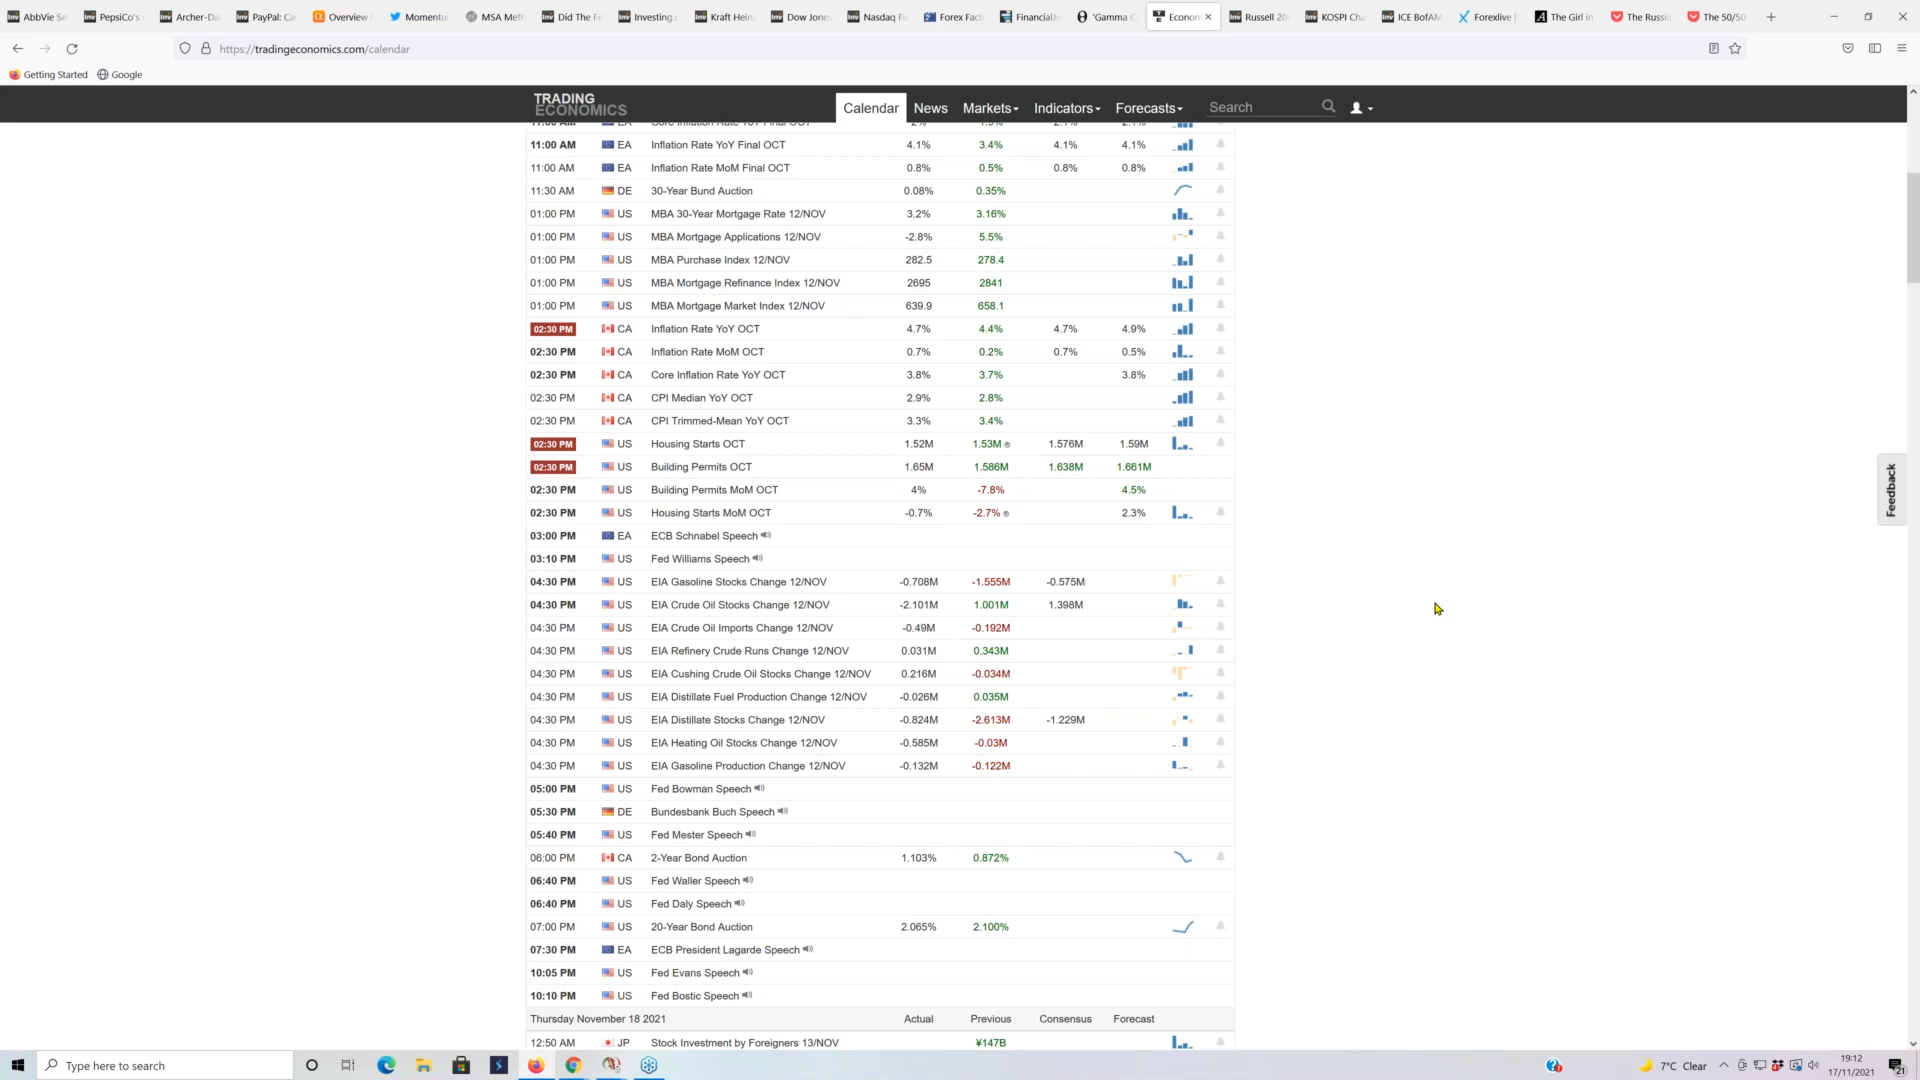 AbbVie Se
PepsiCo's
Archer-Da
PayPal: Ca
Overview
Momentu
MSA Meth
Did The Fe
Investing.c
Kraft Hein
Dow Jones
Nasdaq Fu
Forex Fact
FinancialJu
'Gamma C
Econom
Russell 20
KOSPI Cha
ICE BofAM
Forexlive |
The Girl in
The Russia
The 50/50
https://tradingeconomics.com/calendar
Getting Started Google
TRADING
ECONOMICS
Calendar News Markets Indicators Forecasts Search
11:00 AM EA Inflation Rate YoY Final OCT 4.1% 3.4% 4.1% 4.1%
11:00 AM EA Inflation Rate MoM Final OCT 0.8% 0.5% 0.8% 0.8%
11:30 AM DE 30-Year Bund Auction 0.08% 0.35%
01:00 PM US MBA 30-Year Mortgage Rate 12/NOV 3.2% 3.16%
01:00 PM US MBA Mortgage Applications 12/NOV -2.8% 5.5%
01:00 PM US MBA Purchase Index 12/NOV 282.5 278.4
01:00 PM US MBA Mortgage Refinance Index 12/NOV 2695 2841
01:00 PM US MBA Mortgage Market Index 12/NOV 639.9 658.1
02:30 PM CA Inflation Rate YoY OCT 4.7% 4.4% 4.7% 4.9%
02:30 PM CA Inflation Rate MoM OCT 0.7% 0.2% 0.7% 0.5%
02:30 PM CA Core Inflation Rate YoY OCT 3.8% 3.7% 3.8%
02:30 PM CA CPI Median YoY OCT 2.9% 2.8%
02:30 PM CA CPI Trimmed-Mean YoY OCT 3.3% 3.4%
02:30 PM US Housing Starts OCT 1.52M 1.53M ® 1.576M 1.59M
02:30 PM US Building Permits OCT 1.65M 1.586M 1.638M 1.661M
02:30 PM US Building Permits MoM OCT 4% -7.8% 4.5%
02:30 PM US Housing Starts MoM OCT -0.7% -2.7% ® 2.3%
03:00 PM EA ECB Schnabel Speech
03:10 PM US Fed Williams Speech
04:30 PM US EIA Gasoline Stocks Change 12/NOV -0.708M -1.555M -0.575M
04:30 PM US EIA Crude Oil Stocks Change 12/NOV -2.101M 1.001M 1.398M
04:30 PM US EIA Crude Oil Imports Change 12/NOV -0.49M -0.192M
04:30 PM US EIA Refinery Crude Runs Change 12/NOV 0.031M 0.343M
04:30 PM US EIA Cushing Crude Oil Stocks Change 12/NOV 0.216M -0.034M
04:30 PM US EIA Distillate Fuel Production Change 12/NOV -0.026M 0.035M
04:30 PM US EIA Distillate Stocks Change 12/NOV -0.824M -2.613M -1.229M
04:30 PM US EIA Heating Oil Stocks Change 12/NOV -0.585M -0.03M
04:30 PM US EIA Gasoline Production Change 12/NOV -0.132M -0.122M
05:00 PM US Fed Bowman Speech
05:30 PM DE Bundesbank Buch Speech
05:40 PM US Fed Mester Speech
06:00 PM CA 2-Year Bond Auction 1.103% 0.872%
06:40 PM US Fed Waller Speech
06:40 PM US Fed Daly Speech
07:00 PM US 20-Year Bond Auction 2.065% 2.100%
07:30 PM EA ECB President Lagarde Speech
10:05 PM US Fed Evans Speech
10:10 PM US Fed Bostic Speech
Thursday November 18 2021 Actual Previous Consensus Forecast
12:50 AM JP Stock Investment by Foreigners 13/NOV ¥147B
Feedback
Type here to search
7°C Clear
19:12
17/11/2021
21